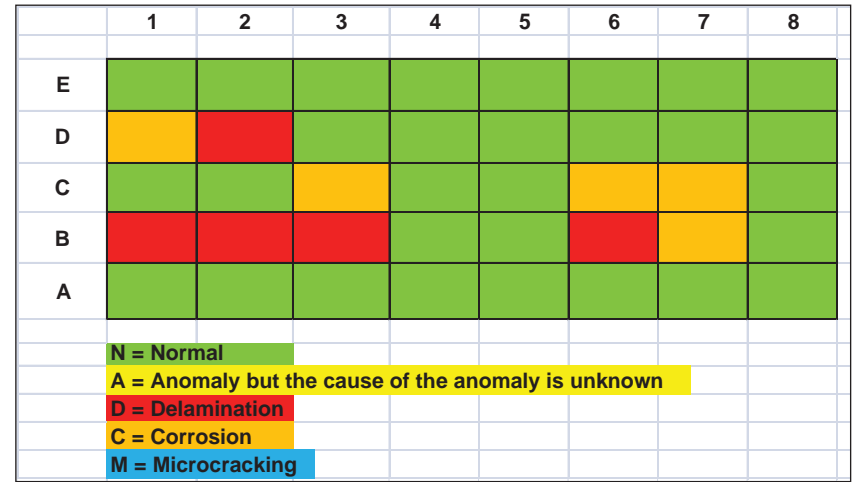 1 2 3 4 5 6 7 8
E
D
C
B
A
N = Normal
A = Anomaly but the cause of the anomaly is unknown
D = Delamination
C = Corrosion
M = Microcracking